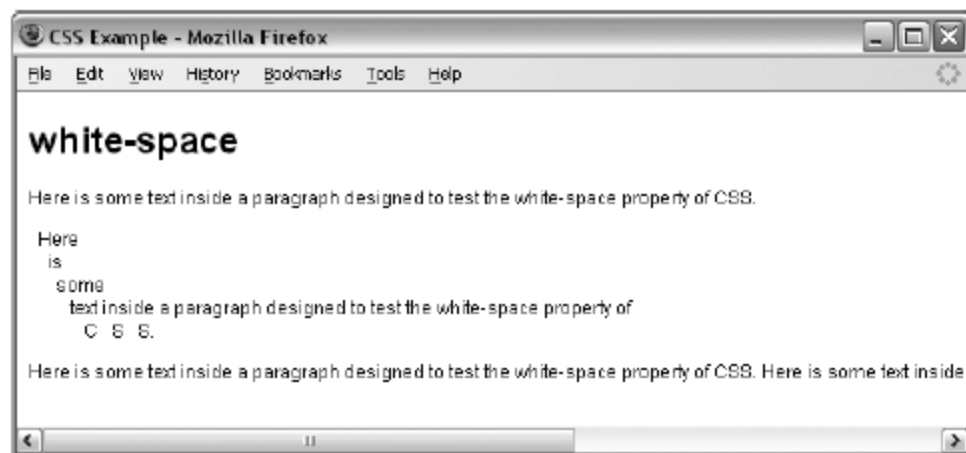 CSS Example - Mozilla Firefox
File Edit View History Bookmarks Tools Help
white-space
Here is some text inside a paragraph designed to test the white-space property of CSS.
Here
is
some
text inside a paragraph designed to test the white-space property of
C S S.
Here is some text inside a paragraph designed to test the white-space property of CSS. Here is some text inside